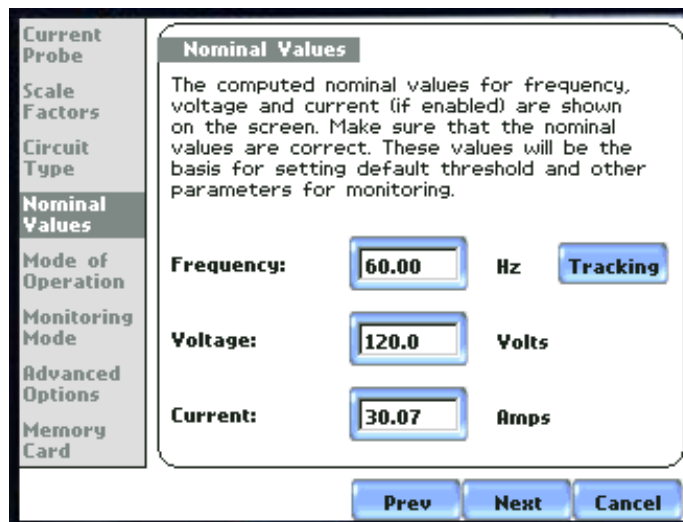 Current
Probe
Scale
Factors
Circuit
Type
Nominal
Values
Mode of
Operation
Monitoring
Mode
Advanced
Options
Memory
Card
Nominal Values
The computed nominal values for frequency,
voltage and current (if enabled) are shown
on the screen. Make sure that the nominal
values are correct. These values will be the
basis for setting default threshold and other
parameters for monitoring.
Frequency: 60.00 Hz Tracking
Voltage: 120.0 Volts
Current: 30.07 Amps
Prev Next Cancel